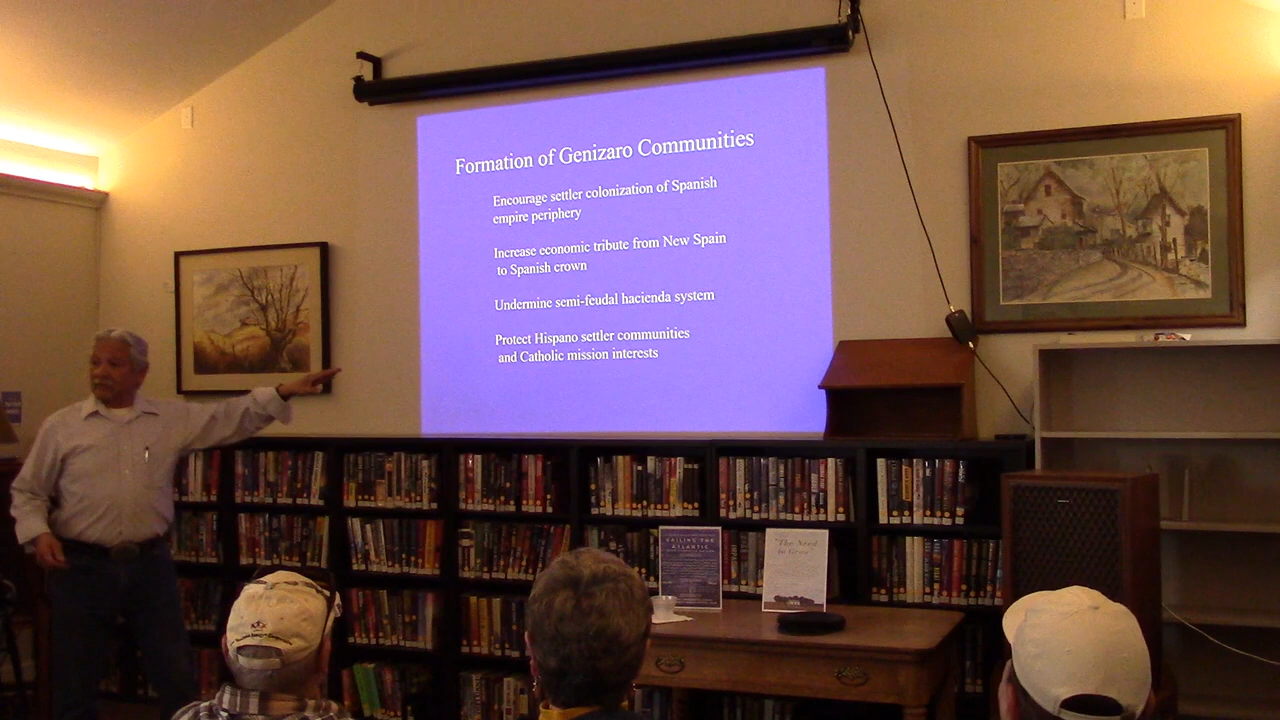 Formation of Genizaro Communities
Encourage settler colonization of Spanish
empire periphery
Increase economic tribute from New Spain
to Spanish crown
Undermine semi-feudal hacienda system
Protect Hispano settler communities
and Catholic mission interests
SAILING THE
ATLANTIC
"The Need
to Grow"